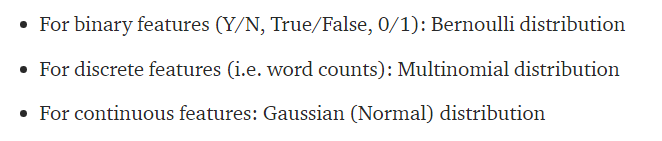 • For binary features (Y/N, True/False, 0/1): Bernoulli distribution
• For discrete features (i.e. word counts): Multinomial distribution
• For continuous features: Gaussian (Normal) distribution